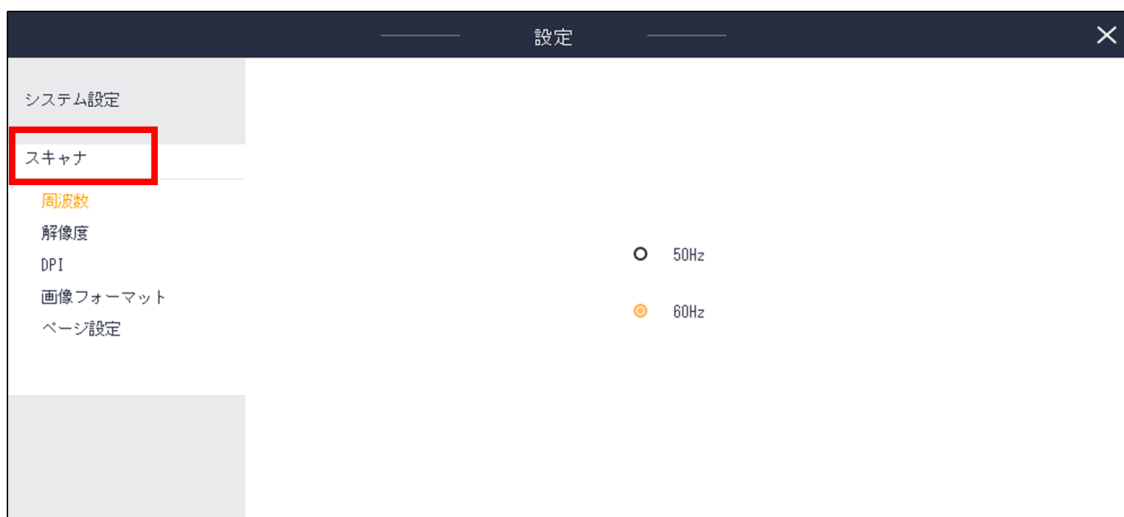 設定
システム設定
スキャナ
周波数
解像度
DPI
画像フォーマット
ページ設定
50Hz
60Hz